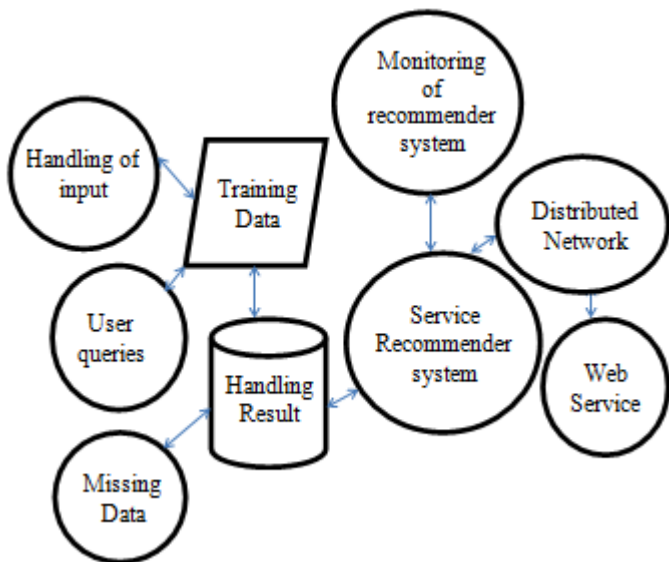 Monitoring
of
recommender
system
Handling of
input
Training
Data
Distributed
Network
User
queries
Service
Recommender
system
Handling
Result
Web
Service
Missing
Data